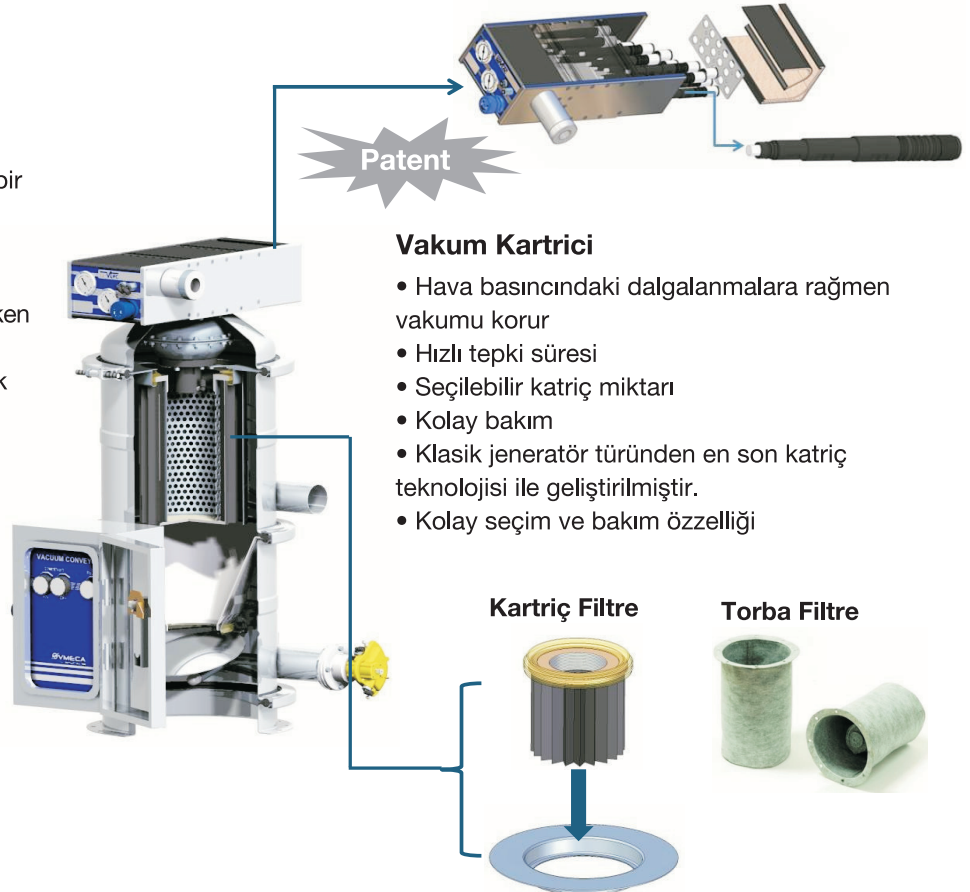 Patent
bir
ken
k
Vakum Kartrici
• Hava basıncındaki dalgalanmalara rağmen
vakumu korur
• Hızlı tepki süresi
• Seçilebilir katriç miktarı
• Kolay bakım
• Klasik jeneratör türünden en son katriç
teknolojisi ile geliştirilmiştir.
• Kolay seçim ve bakım özzelliği
VACUUM CONVEY
VMECA
Kartriç Filtre
Torba Filtre